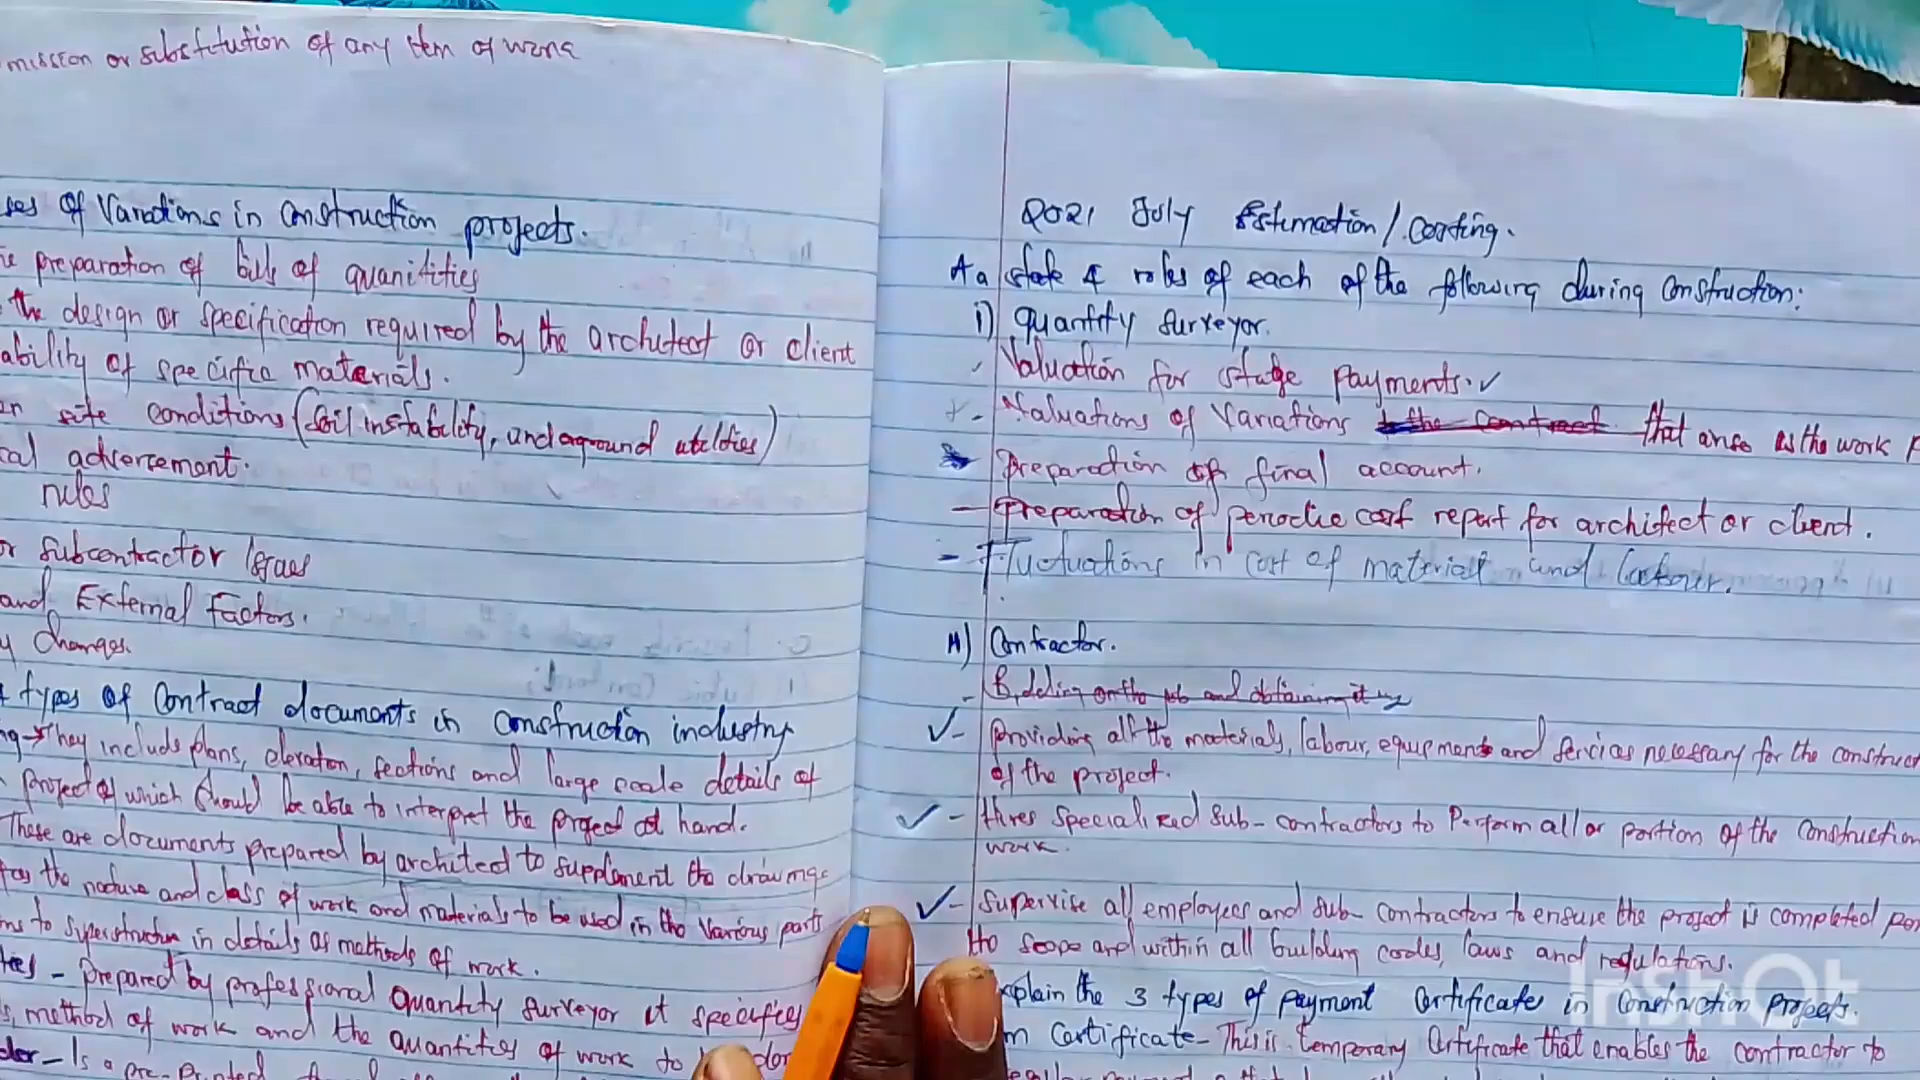 mission or substitution of any item of work
ses of Variations in Construction projects.
preparation of bills of quanitities
the design or specification required by the architect or client
ability of specific materials.
site conditions (Soil instability, underground utilities)
cal advercement.
rules
or subcontractor Issues
and External factors.
y Changes.
types of Contract documents in construction industry
They include plans, elevation, sections and large scale details of
project of which should be able to interpret the project at hand.
These are documents prepared by architect to supplement the drawings
the nature and class of work and materials to be used in the various parts
to superstructure in details as methods of work.
- Prepared by professional quantity surveyor it specifies
s, method of work and the quantities of work to
der - Is a pre-printed
2021 July Estimation / Costing.
Aa state 4 roles of each of the following during construction:
i) Quantity surveyor.
Valuation for stage payments.
- Valuations of Variations the contract that arise as the work p
Preparation of final account.
- Preparation of periodic cost report for architect or client.
- Fluctuations in cost of material and labour.
ii) Contractor.
- Bidding on the job and obtaining it
- Providing all the materials, labour, equipments and services necessary for the construct
of the project.
- Hires specialized sub-contractors to perform all or portion of the construction
work.
- Supervise all employees and sub-contractors to ensure the project is completed
to scope and within all building codes, laws and regulations.
xplain the 3 types of payment certificate in construction projects.
m Certificate - This is temporary certificate that enables the contractor to
InShOt